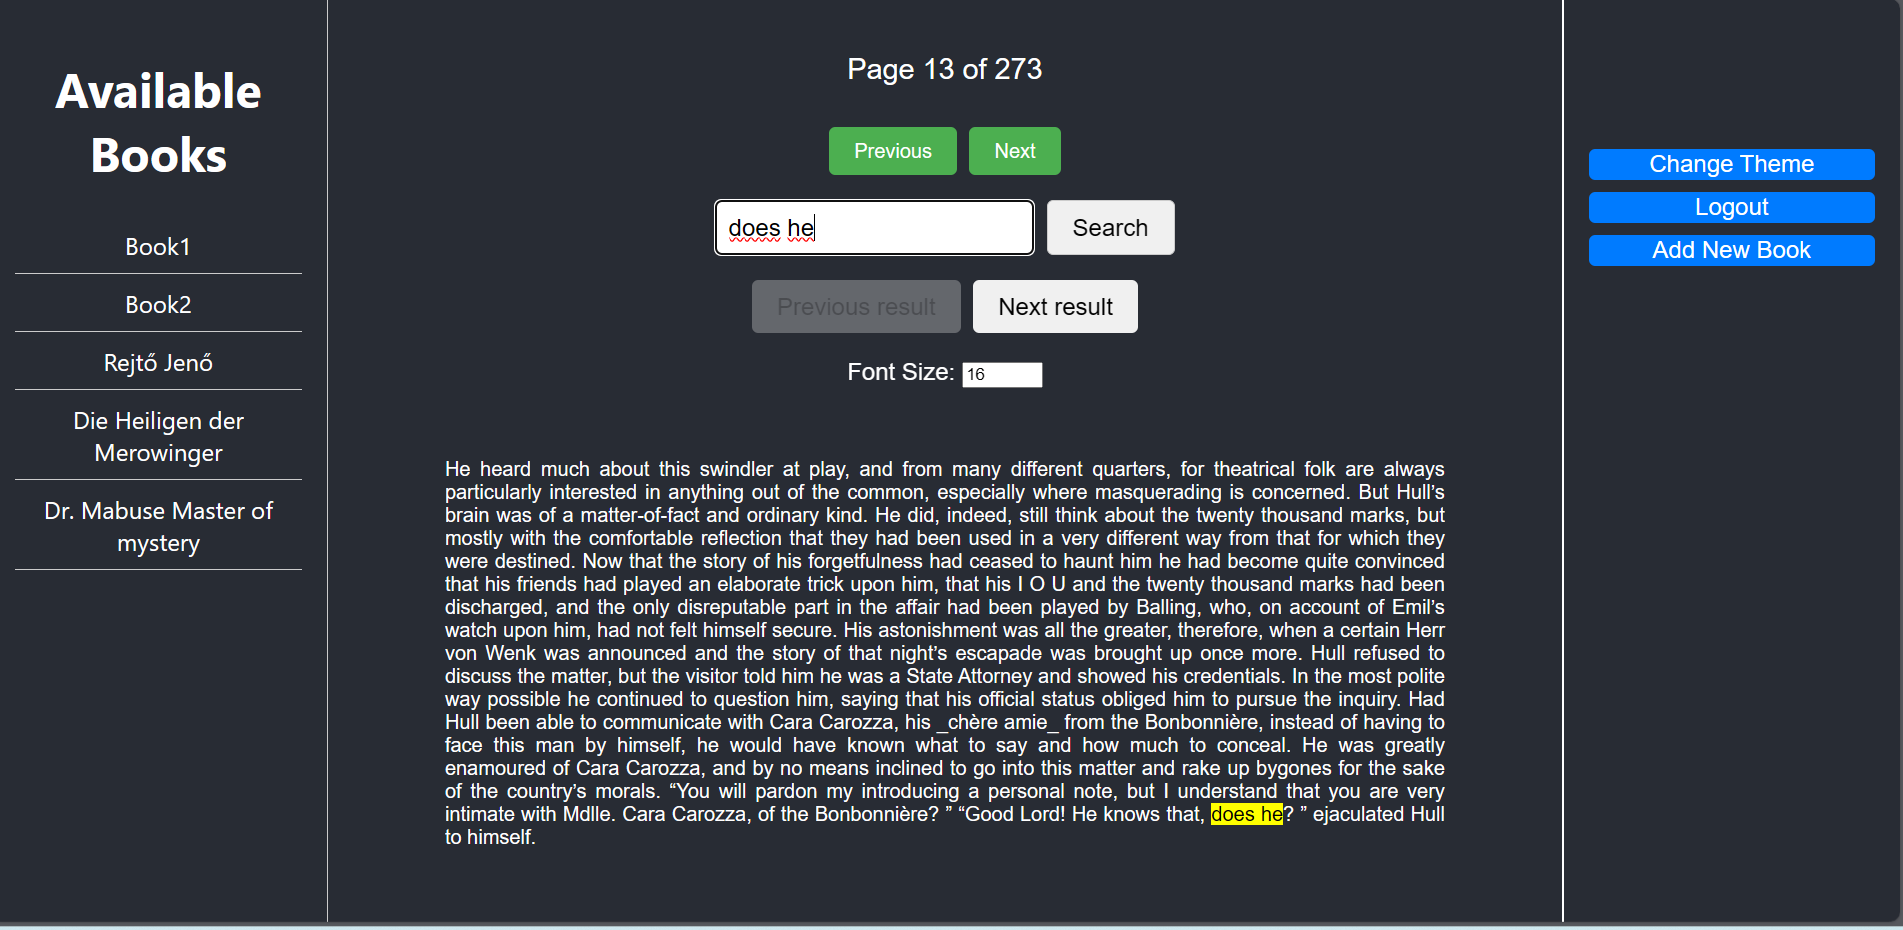 Available
Books
Book1
Book2
Rejtő Jenő
Die Heiligen der
Merowinger
Dr. Mabuse Master of
mystery
Page 13 of 273
Previous Next
does he Search
Previous result Next result
Font Size: 16
He heard much about this swindler at play, and from many different quarters, for theatrical folk are always
particularly interested in anything out of the common, especially where masquerading is concerned. But Hull’s
brain was of a matter-of-fact and ordinary kind. He did, indeed, still think about the twenty thousand marks, but
mostly with the comfortable reflection that they had been used in a very different way from that for which they
were destined. Now that the story of his forgetfulness had ceased to haunt him he had become quite convinced
that his friends had played an elaborate trick upon him, that his I O U and the twenty thousand marks had been
discharged, and the only disreputable part in the affair had been played by Balling, who, on account of Emil’s
watch upon him, had not felt himself secure. His astonishment was all the greater, therefore, when a certain Herr
von Wenk was announced and the story of that night’s escapade was brought up once more. Hull refused to
discuss the matter, but the visitor told him he was a State Attorney and showed his credentials. In the most polite
way possible he continued to question him, saying that his official status obliged him to pursue the inquiry. Had
Hull been able to communicate with Cara Carozza, his _chère amie_ from the Bonbonnière, instead of having to
face this man by himself, he would have known what to say and how much to conceal. He was greatly
enamoured of Cara Carozza, and by no means inclined to go into this matter and rake up bygones for the sake
of the country’s morals. “You will pardon my introducing a personal note, but I understand that you are very
intimate with Mdlle. Cara Carozza, of the Bonbonnière? ” “Good Lord! He knows that, does he? ” ejaculated Hull
to himself.
Change Theme
Logout
Add New Book